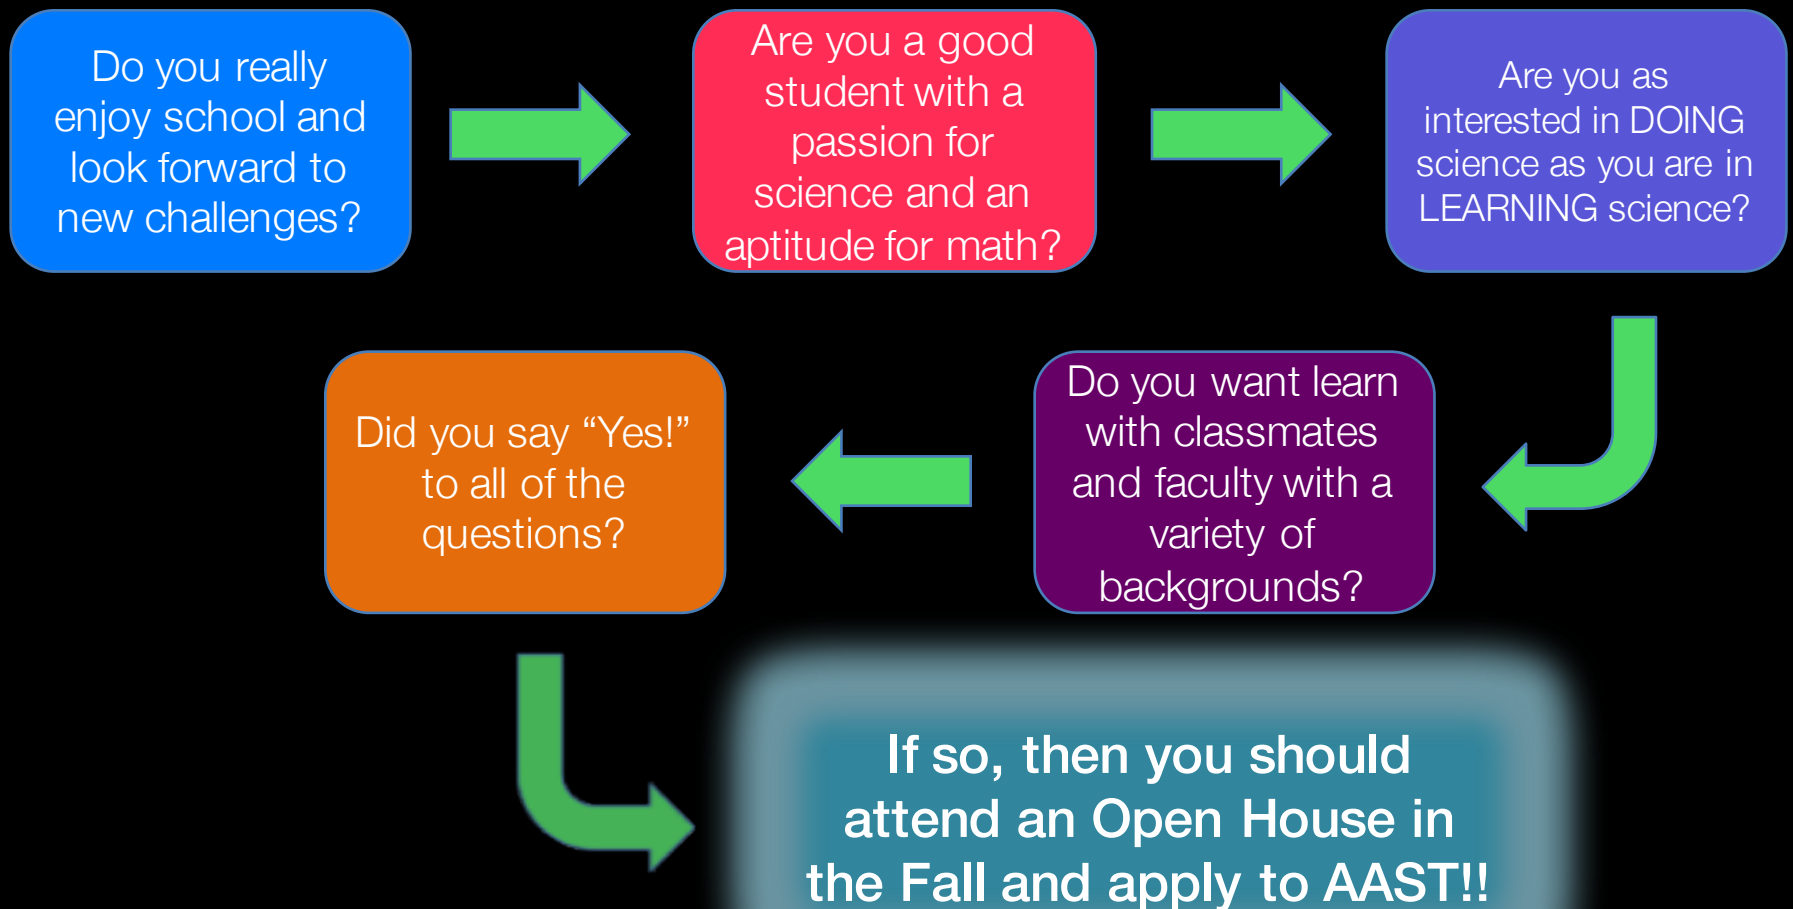 Do you really
enjoy school and
look forward to
new challenges?
Are you a good
student with a
passion for
science and an
aptitude for math?
Are you as
interested in DOING
science as you are in
LEARNING science?
Do you want learn
with classmates
and faculty with a
variety of
backgrounds?
Did you say “Yes!”
to all of the
questions?
If so, then you should
attend an Open House in
the Fall and apply to AAST!!